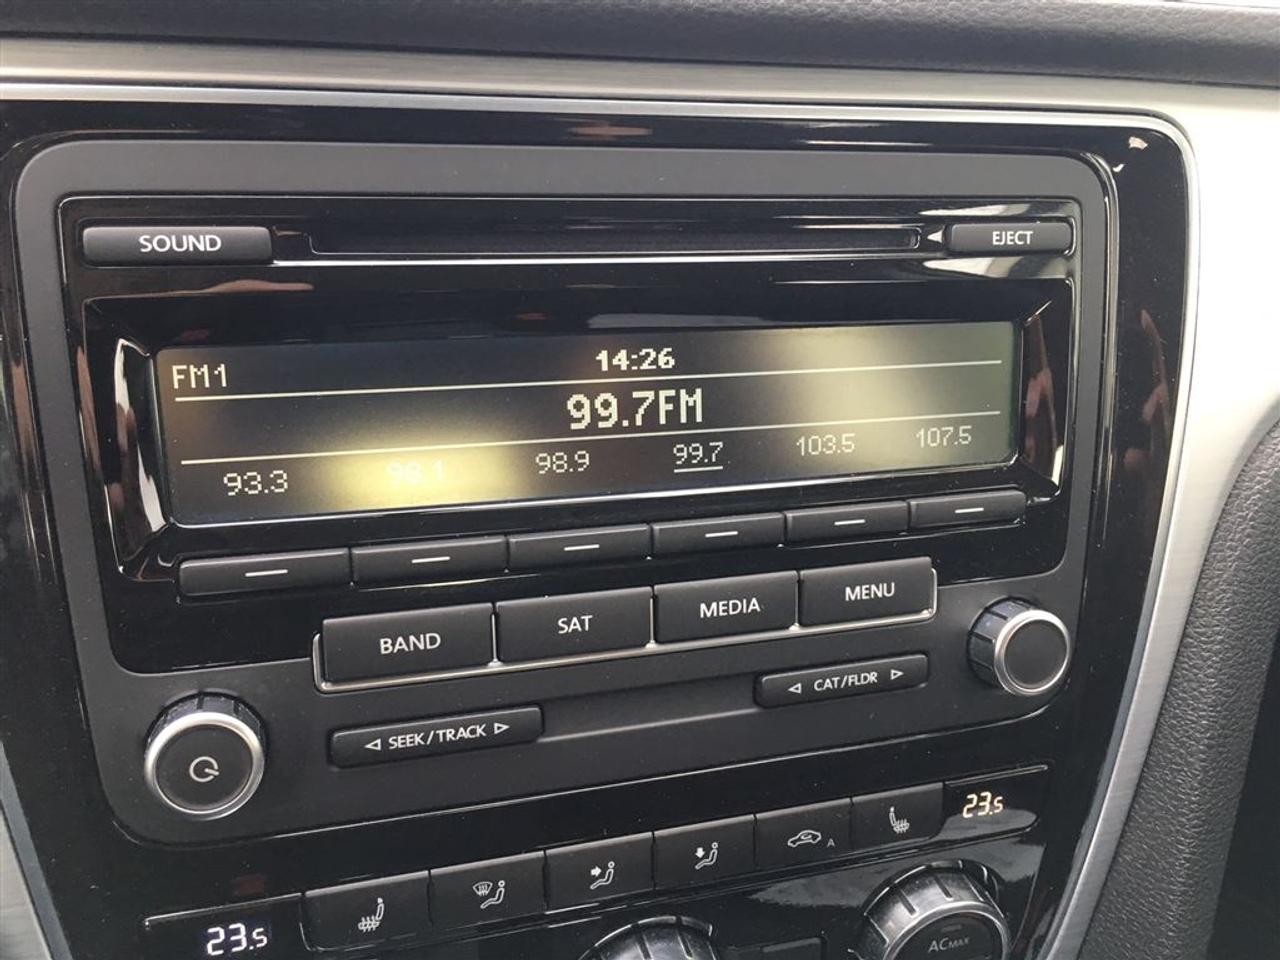 SOUND
EJECT
FM1 14:26
99.7FM
93.3 98.1 98.9 99.7 103.5 107.5
BAND SAT MEDIA MENU
SEEK/TRACK
CAT/FLDR
23.5
A
23.5
AC MAX